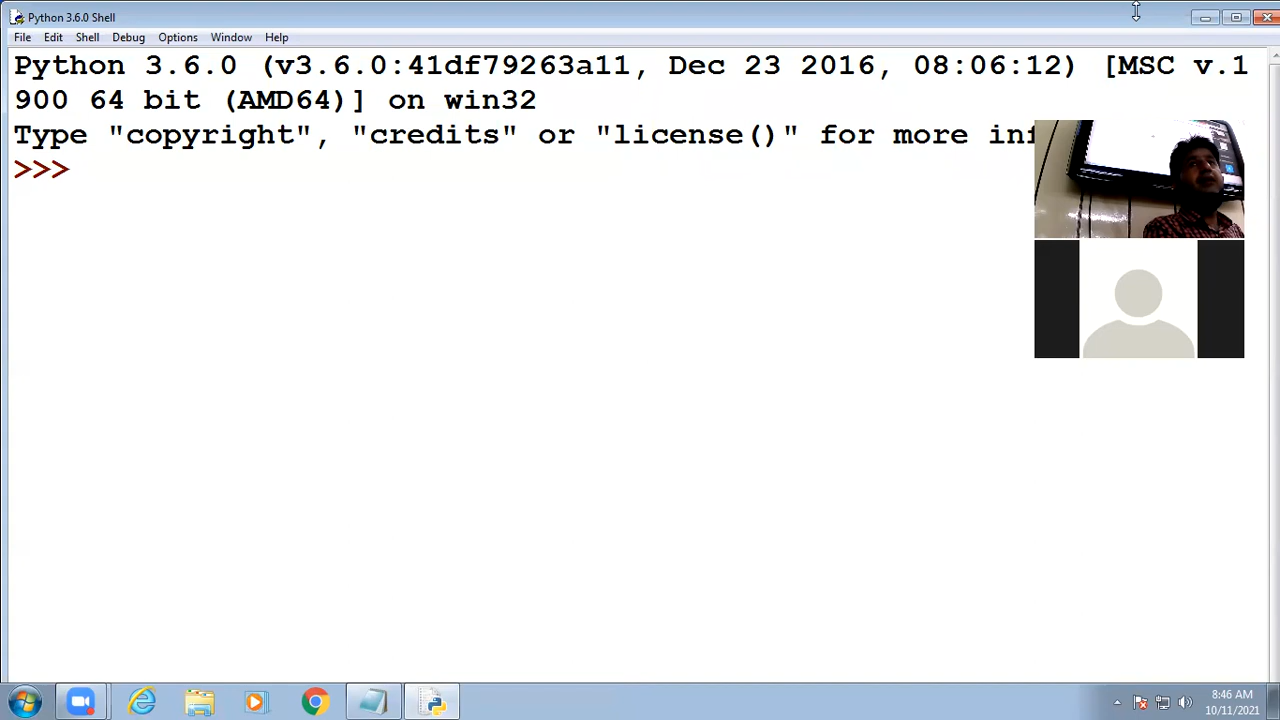 Python 3.6.0 Shell
File Edit Shell Debug Options Window Help
Python 3.6.0 (v3.6.0:41df79263a11, Dec 23 2016, 08:06:12) [MSC v.1
900 64 bit (AMD64)] on win32
Type "copyright", "credits" or "license()" for more inf
>>>
8:46 AM
10/11/2021